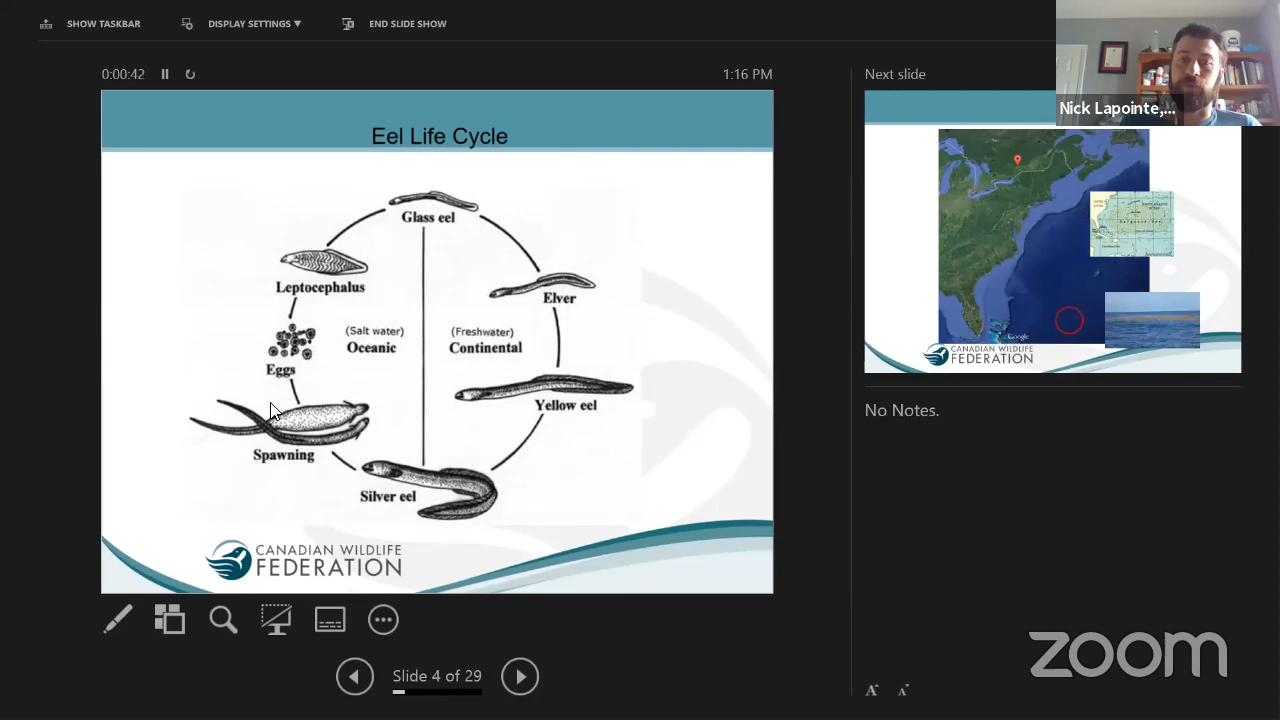 SHOW TASKBAR
DISPLAY SETTINGS ▼
END SLIDE SHOW
0:00:42
1:16 PM
Next slide
Nick Lapointe,...
Eel Life Cycle
Glass eel
Leptocephalus
Elver
(Salt water)
Oceanic
(Freshwater)
Continental
Eggs
Yellow eel
Spawning
Silver eel
CANADIAN WILDLIFE
FEDERATION
Google
CANADIAN WILDLIFE
FEDERATION
No Notes.
Slide 4 of 29
A A
zoom